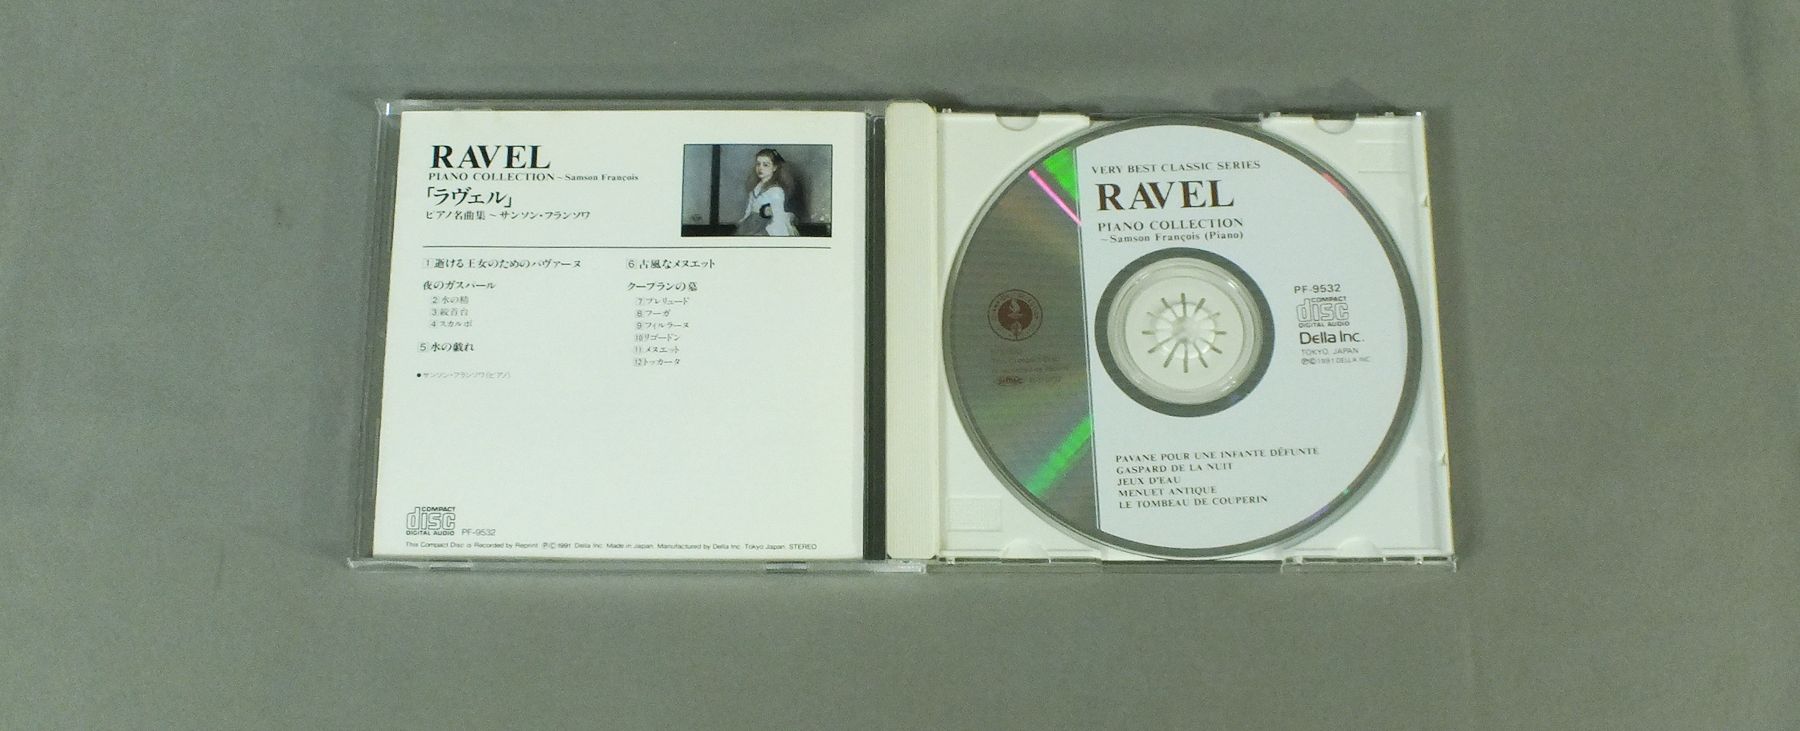 RAVEL
PIANO COLLECTION~Samson François
「ラヴェル」
ピアノ名曲集~サンソン・フランソワ
1 逝ける王女のためのパヴァーヌ
夜のガスパール
2 水の精
3 絞首台
4 スカルボ
5 水の戯れ
●サンソン・フランソワ(ピアノ)
6 古風なメヌエット
クープランの墓
7 プレリュード
8 フーガ
9 フォルラーヌ
10 リゴードン
11 メヌエット
12 トッカータ
COMPACT
disc
DIGITAL AUDIO
PF-9532
This Compact Disc is Recorded by Reprint ℗©1991 Della Inc. Made in Japan. Manufactured by Della Inc. Tokyo Japan. STEREO
VERY BEST CLASSIC SERIES
RAVEL
PIANO COLLECTION
~Samson François (Piano)
PF-9532
COMPACT
disc
DIGITAL AUDIO
Della Inc.
TOKYO, JAPAN
℗©1991 DELLA INC
PAVANE POUR UNE INFANTE DÉFUNTE
GASPARD DE LA NUIT
JEUX D'EAU
MENUET ANTIQUE
LE TOMBEAU DE COUPERIN